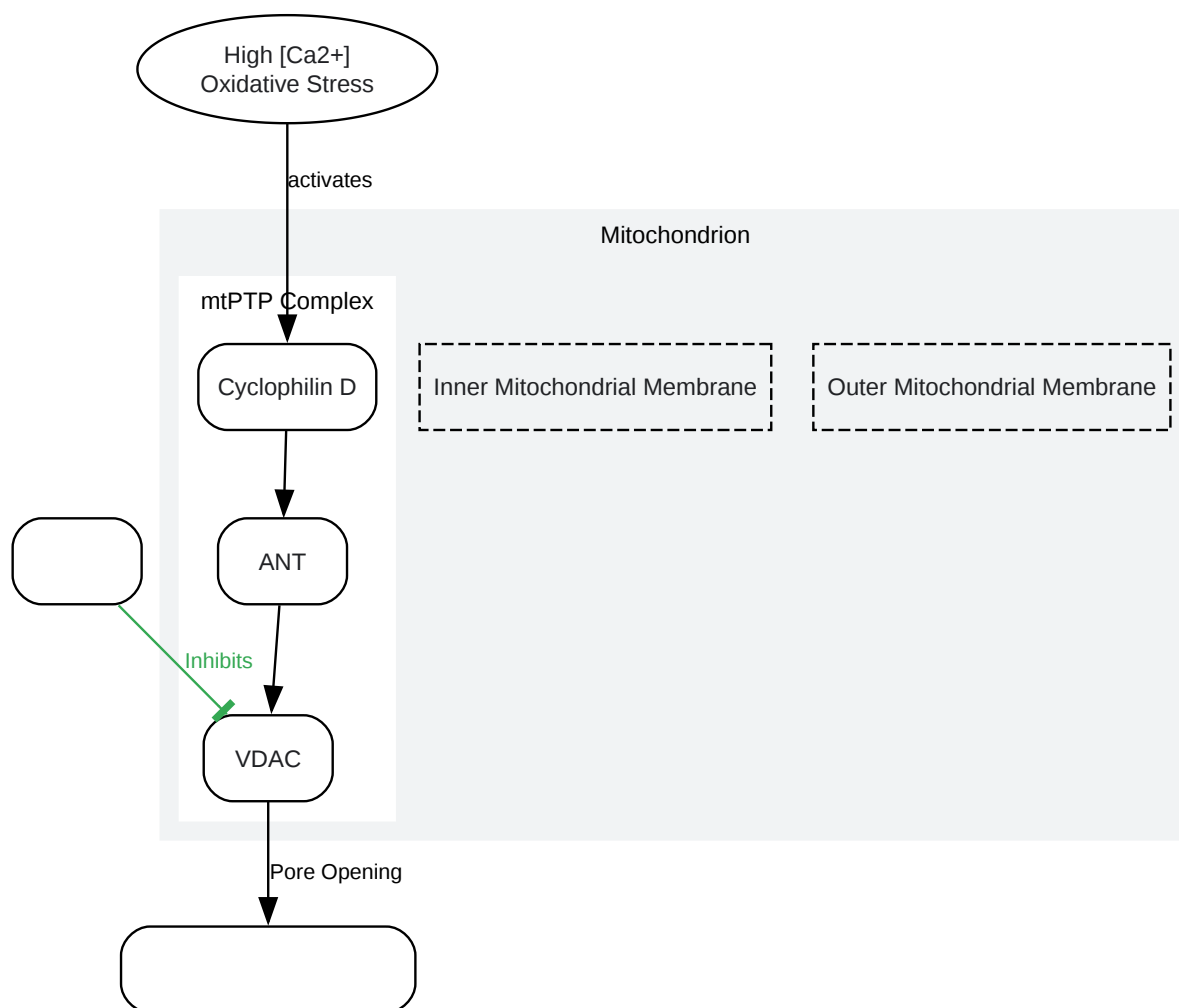 High [Ca2+]
Oxidative Stress
activates
Mitochondrion
mtPTP Complex
Cyclophilin D
Inner Mitochondrial Membrane
Outer Mitochondrial Membrane
ANT
Inhibits
VDAC
Pore Opening